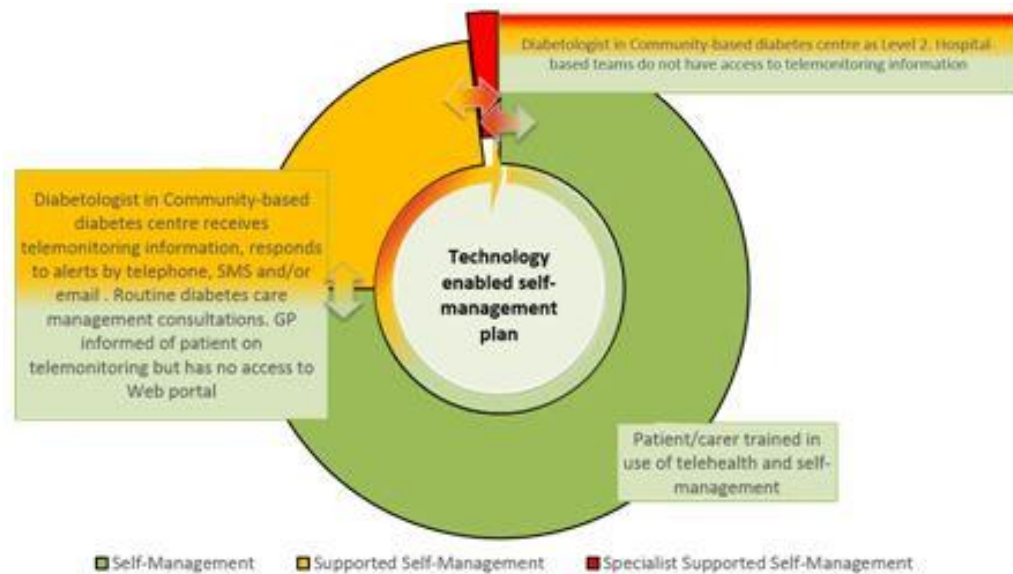 Diabetologist in Community-based diabetes centre as Level 2. Hospital
based teams do not have access to telemonitoring information
Diabetologist in Community-based
diabetes centre receives
telemonitoring information, responds
to alerts by telephone, SMS and/or
email . Routine diabetes care
management consultations. GP
informed of patient on
telemonitoring but has no access to
Web portal
Technology
enabled self-
management
plan
Patient/carer trained in
use of telehealth and self-
management
Self-Management
Supported Self-Management
Specialist Supported Self-Management